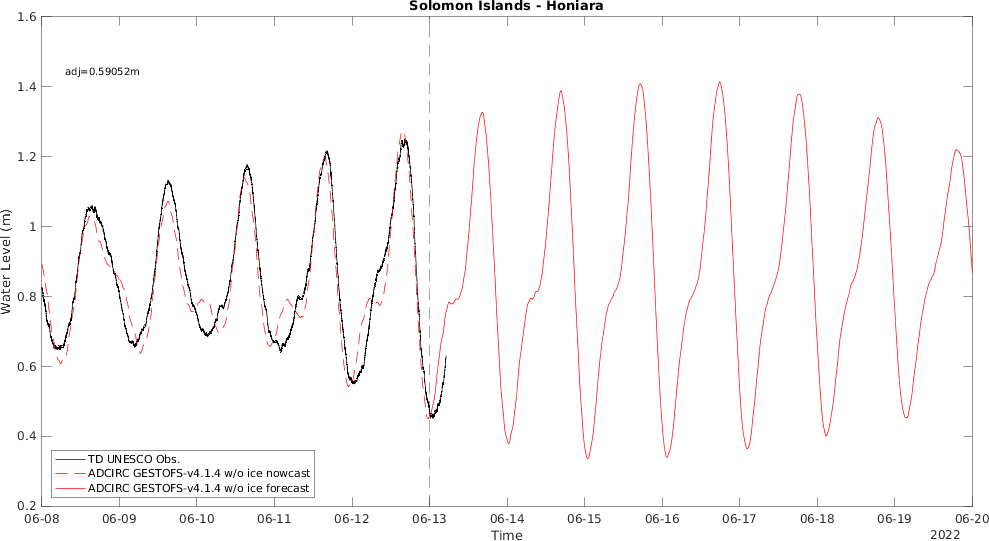 Solomon Islands - Honiara
1.6
1.4
1.2
1
0.8
0.6
0.4
0.2
Water Level (m)
adj=0.59052m
TD UNESCO Obs.
ADCIRC GESTOFS-v4.1.4 w/o ice nowcast
ADCIRC GESTOFS-v4.1.4 w/o ice forecast
06-08 06-09 06-10 06-11 06-12 06-13 06-14 06-15 06-16 06-17 06-18 06-19 06-20
Time
2022